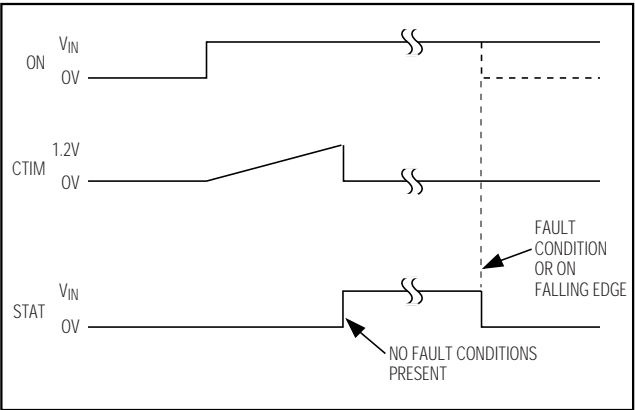 ON
VIN
0V
CTIM
1.2V
0V
FAULT
CONDITION
OR ON
FALLING EDGE
STAT
VIN
0V
NO FAULT CONDITIONS
PRESENT